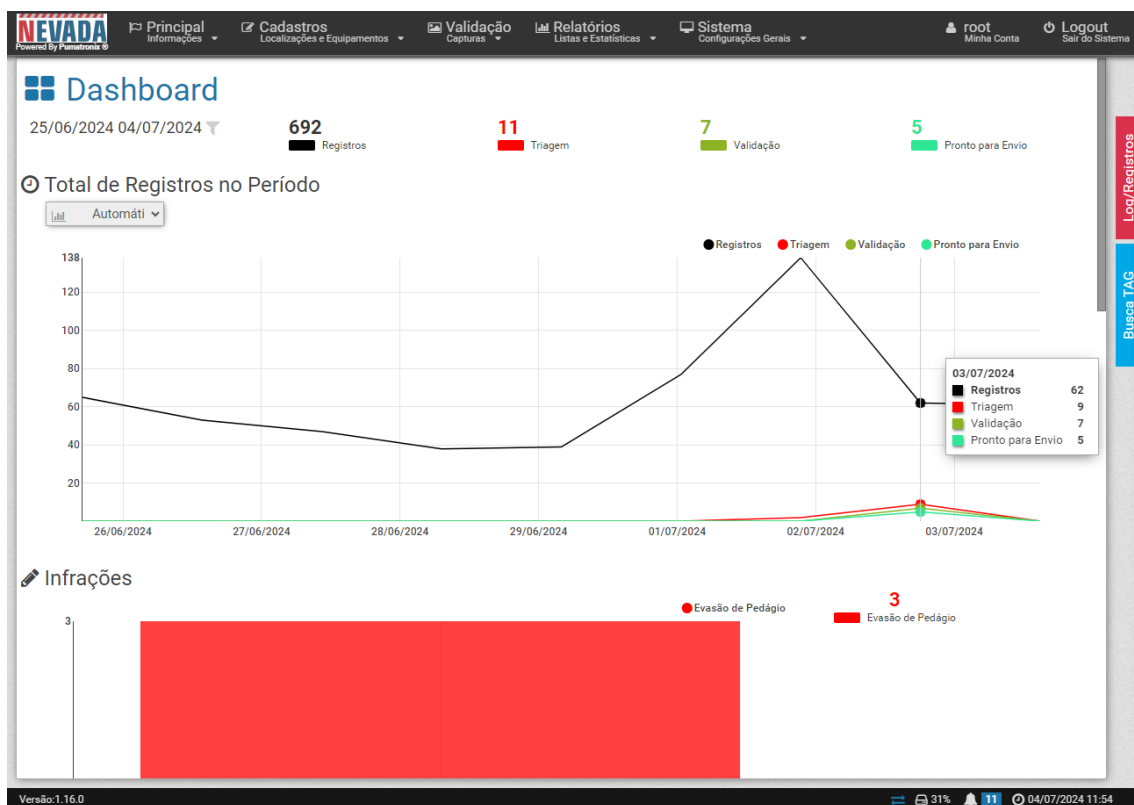 NEVADA
Powered By Pumatronix ®
Principal
Informações
Cadastros
Localizações e Equipamentos
Validação
Capturas
Relatórios
Listas e Estatísticas
Sistema
Configurações Gerais
root
Minha Conta
Logout
Sair do Sistema
Dashboard
25/06/2024 04/07/2024
692
Registros
11
Triagem
7
Validação
5
Pronto para Envio
Log/Registros
Busca TAG
Total de Registros no Período
Automáti
Registros Triagem Validação Pronto para Envio
138
120
100
80
60
40
20
03/07/2024
Registros 62
Triagem 9
Validação 7
Pronto para Envio 5
26/06/2024 27/06/2024 28/06/2024 29/06/2024 01/07/2024 02/07/2024 03/07/2024
Infrações
Evasão de Pedágio
3
Evasão de Pedágio
3
Versão:1.16.0
31% 11 04/07/2024 11:54